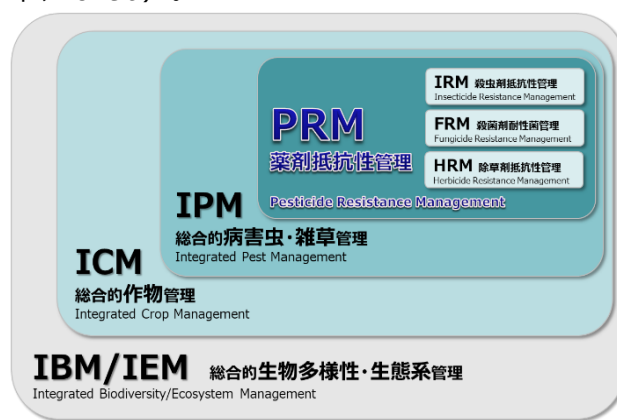 PRM
薬剤抵抗性管理
Pesticide Resistance Management
IRM 殺虫剤抵抗性管理
Insecticide Resistance Management
FRM 殺菌剤耐性菌管理
Fungicide Resistance Management
HRM 除草剤抵抗性管理
Herbicide Resistance Management
IPM
総合的病害虫・雑草管理
Integrated Pest Management
ICM
総合的作物管理
Integrated Crop Management
IBM/IEM 総合的生物多様性・生態系管理
Integrated Biodiversity/Ecosystem Management